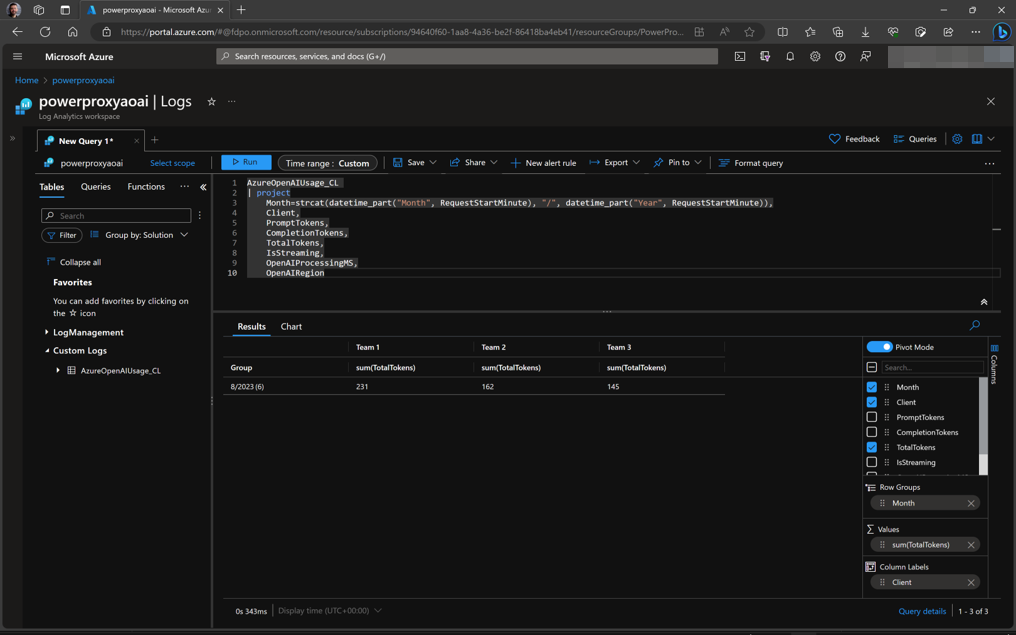 powerproxyaoai - Microsoft Azu
https://portal.azure.com/#@fdpo.onmicrosoft.com/resource/subscriptions/94640f60-1aa8-4a36-be2f-86418ba4eb41/resourceGroups/PowerPro...
Microsoft Azure
Search resources, services, and docs (G+/)
Home > powerproxyaoai
powerproxyaoai | Logs
Log Analytics workspace
New Query 1*
Feedback
Queries
powerproxyaoai
Select scope
Run
Time range : Custom
Save
Share
New alert rule
Export
Pin to
Format query
Tables
Queries
Functions
Search
Filter
Group by: Solution
Collapse all
Favorites
You can add favorites by clicking on
the ☆ icon
LogManagement
Custom Logs
AzureOpenAIUsage_CL
1 AzureOpenAIUsage_CL
2 | project
3 Month=strcat(datetime_part("Month", RequestStartMinute), "/", datetime_part("Year", RequestStartMinute)),
4 Client,
5 PromptTokens,
6 CompletionTokens,
7 TotalTokens,
8 IsStreaming,
9 OpenAIProcessingMS,
10 OpenAIRegion
Results
Chart
Team 1 Team 2 Team 3
Group sum(TotalTokens) sum(TotalTokens) sum(TotalTokens)
8/2023 (6) 231 162 145
Pivot Mode
Columns
Search...
Month
Client
PromptTokens
CompletionTokens
TotalTokens
IsStreaming
Row Groups
Month
Σ Values
sum(TotalTokens)
Column Labels
Client
0s 343ms
Display time (UTC+00:00)
Query details
1 - 3 of 3